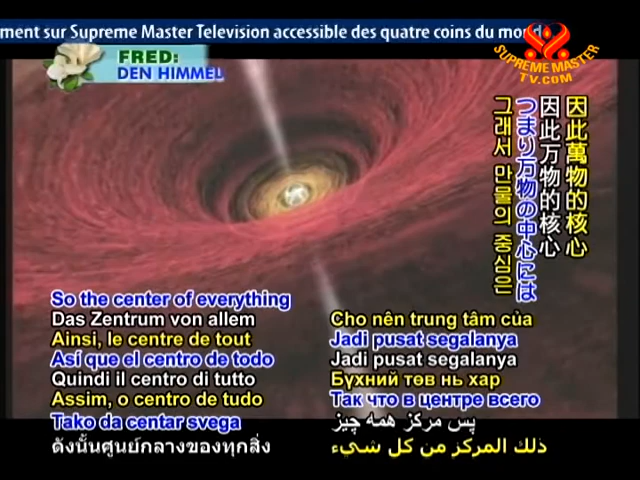 ment sur Supreme Master Television accessible des quatre coins du mond
FRED:
DEN HIMMEL
SUPREME MASTER
TV.COM
因此萬物的核心
因此万物的核心
つまり万物の中心には
그래서 만물의 중심은
So the center of everything
Das Zentrum von allem
Ainsi, le centre de tout
Así que el centro de todo
Quindi il centro di tutto
Assim, o centro de tudo
Tako da centar svega
ดังนั้นศูนย์กลางของทุกสิ่ง
Cho nên trung tâm của
Jadi pusat segalanya
Jadi pusat segalanya
Бүхний төв нь хар
Так что в центре всего
پس مرکز همه چیز
ذلك المركز من كل شيء